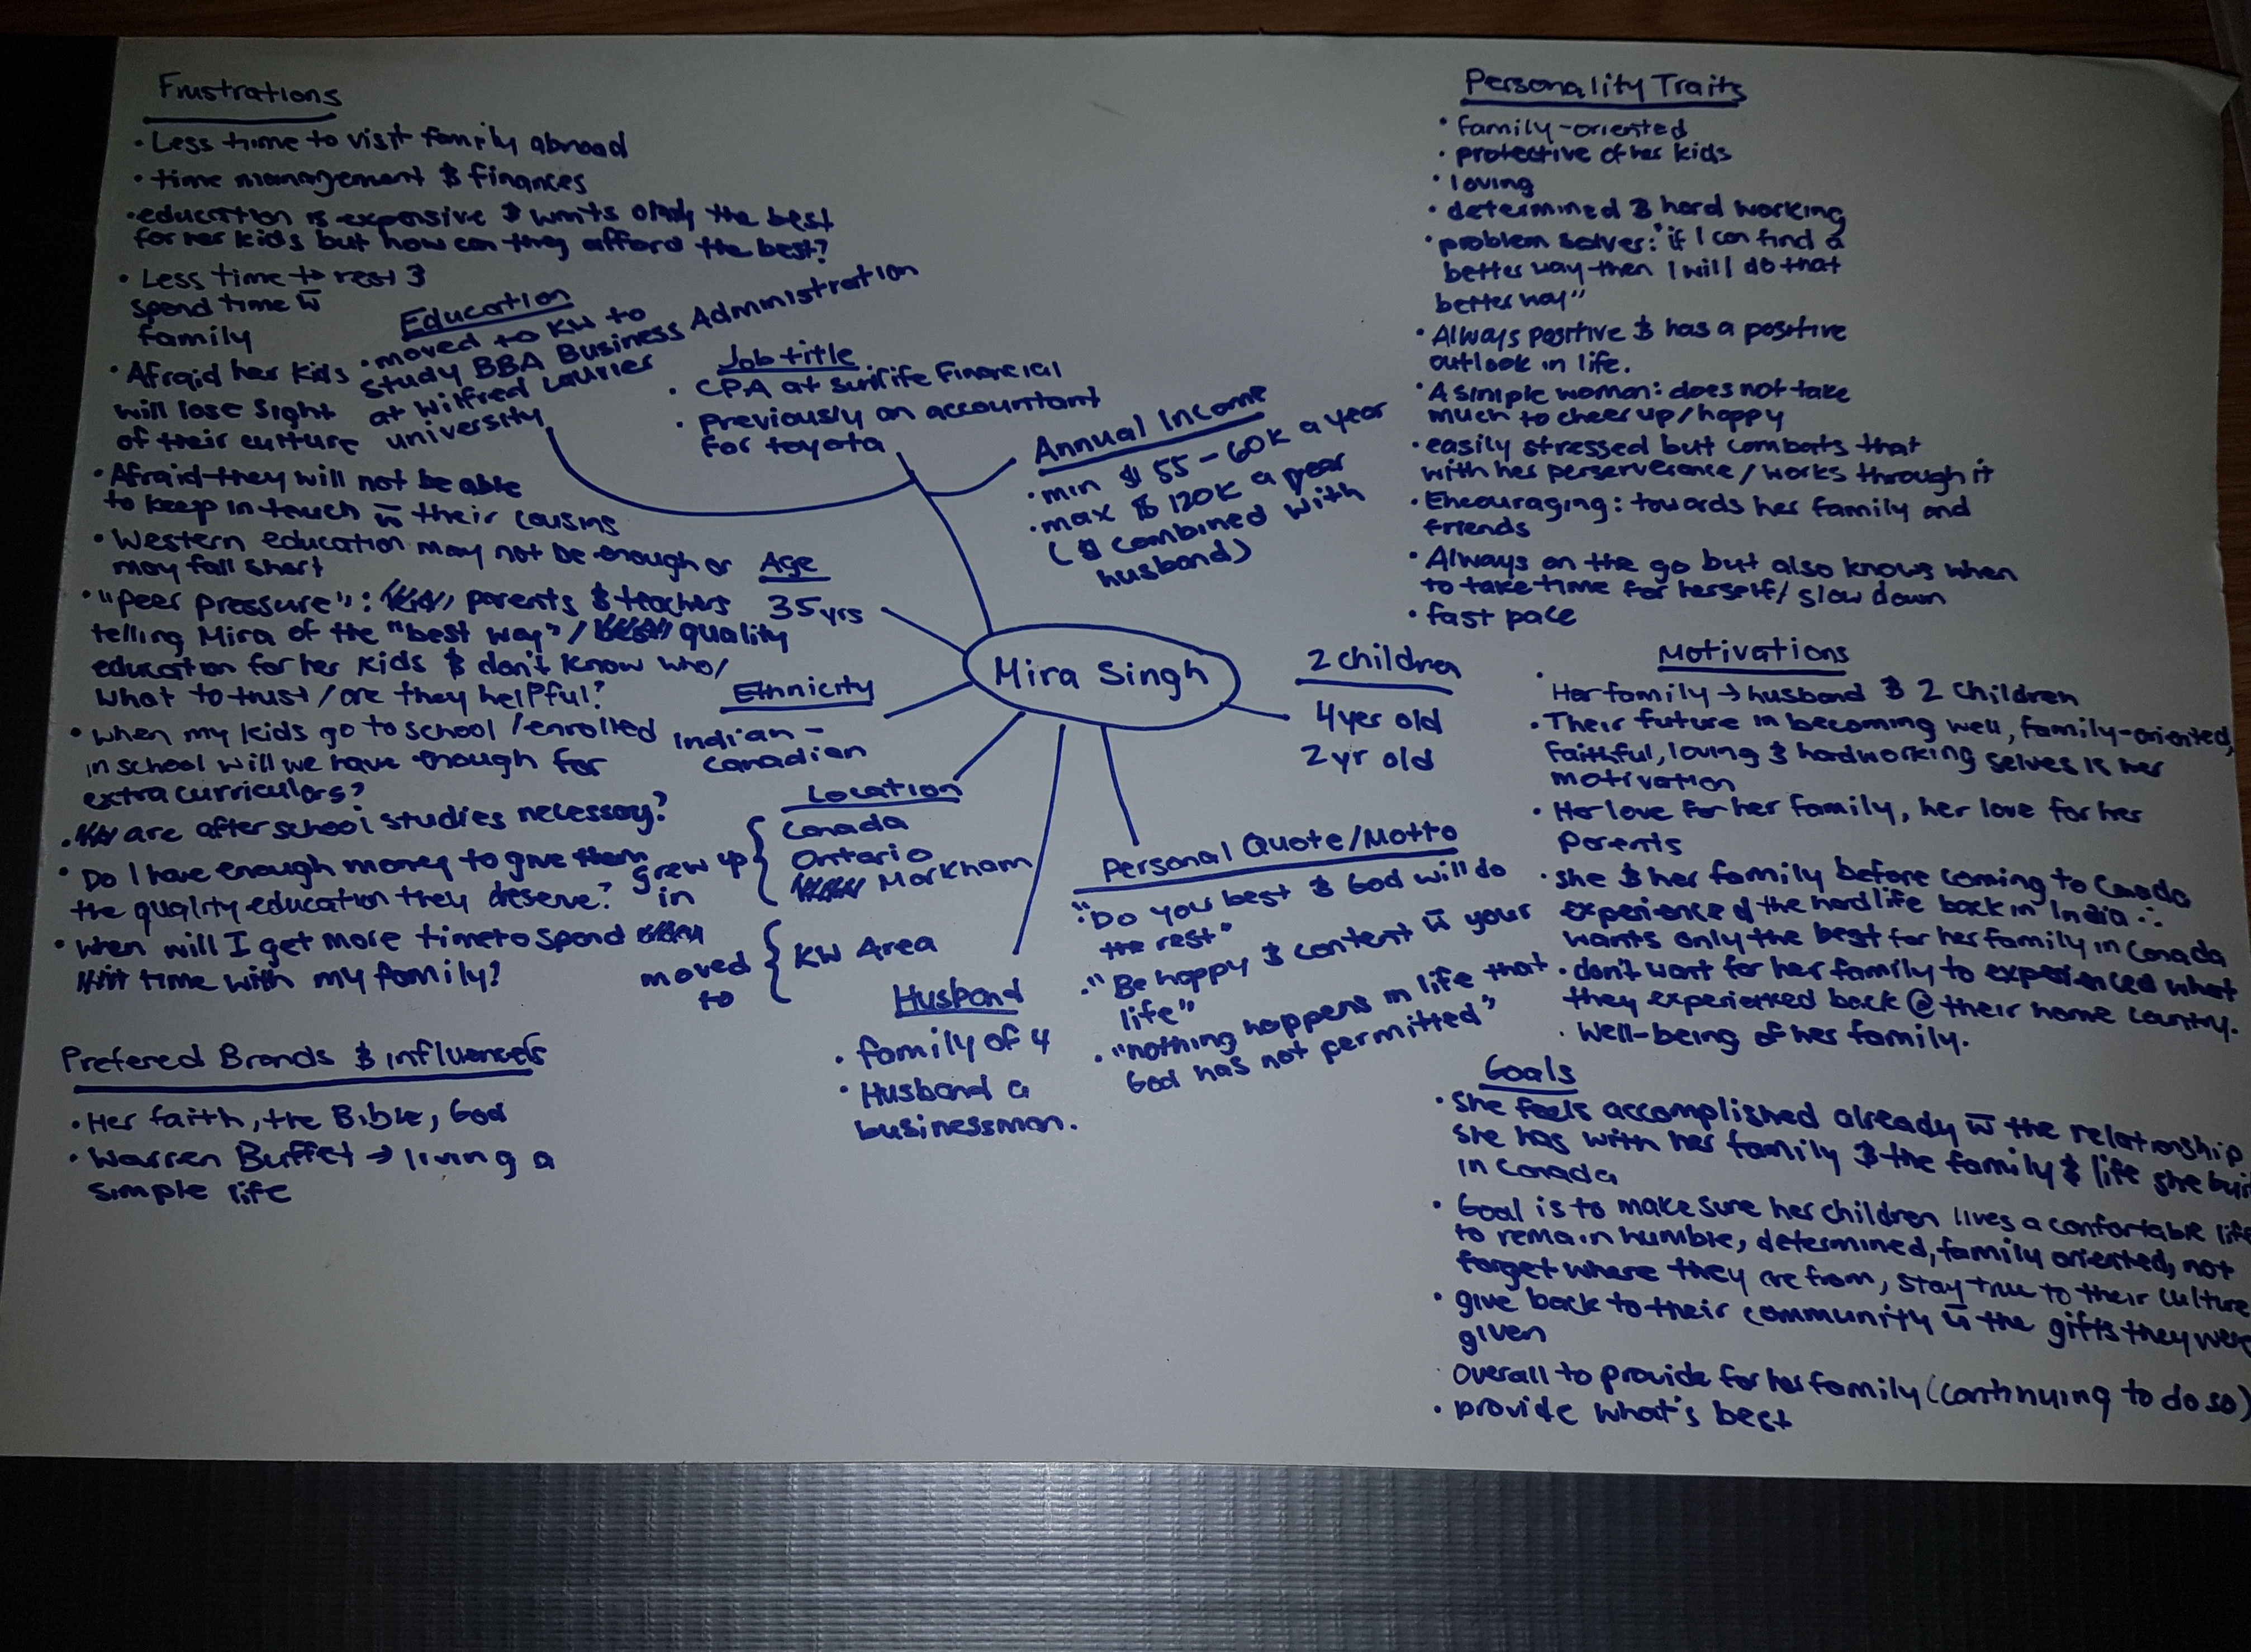 Frustrations
• Less time to visit family abroad
• time management & finances
• education is expensive & wants only the best
for her kids but how can they afford the best?
• Less time to rest &
spend time w̄
family
• Afraid her kids
will lose sight
of their culture
• Afraid they will not be able
to keep in touch w̄ their cousins
• Western education may not be enough or
may fall short
• "peer pressure": parents & teachers
telling Mira of the "best way"/ quality
education for her kids & don't know who/
what to trust/are they helpful?
• when my kids go to school/enrolled
in school will we have enough for
extra curriculars?
• are after school studies necessary?
• Do I have enough money to give them
the quality education they deserve?
• when will I get more time to spend
time with my family?
Prefered Brands & influencers
• Her faith, the Bible, God
• Warren Buffet → living a
simple life
Education
• moved to KW to
study BBA Business Administration
at Wilfred Laurier
university
Job title
• CPA at sunlife Financial
• Previously an accountant
for toyota
Annual Income
• min $ 55-60K a year
• max $ 120K a year
($ combined with
husband)
Age
35yrs
Mira Singh
Ethnicity
Indian-
Canadian
2 children
4yer old
2 yr old
Location
grew up
in
{ Canada
Ontario
Markham
moved
to
{ KW Area
Husband
• family of 4
• Husband a
businessman.
Personal Quote/Motto
• "Do your best & God will do
the rest"
• "Be happy & content w̄ your
life"
• "nothing happens in life that
God has not permitted"
Personality Traits
• family-oriented
• protective of her kids
• loving
• determined & hard working
• problem solver: "if I can find a
better way then I will do that
better way"
• Always positive & has a positive
outlook in life.
• A simple woman: does not take
much to cheer up/happy
• easily stressed but combats that
with her perserverance/works through it
• Encouraging: towards her family and
friends
• Always on the go but also knows when
to take time for herself/ slow down
• fast pace
Motivations
• Her family → husband & 2 children
• Their future in becoming well, family-oriented,
faithful, loving & hardworking selves is her
motivation
• Her love for her family, her love for her
parents
• she & her family before coming to Canada
experienced the hard life back in India ∴
wants only the best for her family in Canada
• don't want for her family to experienced what
they experienced back @ their home country.
• Well-being of her family.
Goals
• she feels accomplished already w̄ the relationship
she has with her family & the family & life she
in Canada
• Goal is to make sure her children lives a confortable life
to remain humble, determined, family oriented, not
forget where they are from, stay true to their culture
• give back to their community w̄ the gifts they were
given
• Overall to provide for her family (continuing to do so)
• provide what's best